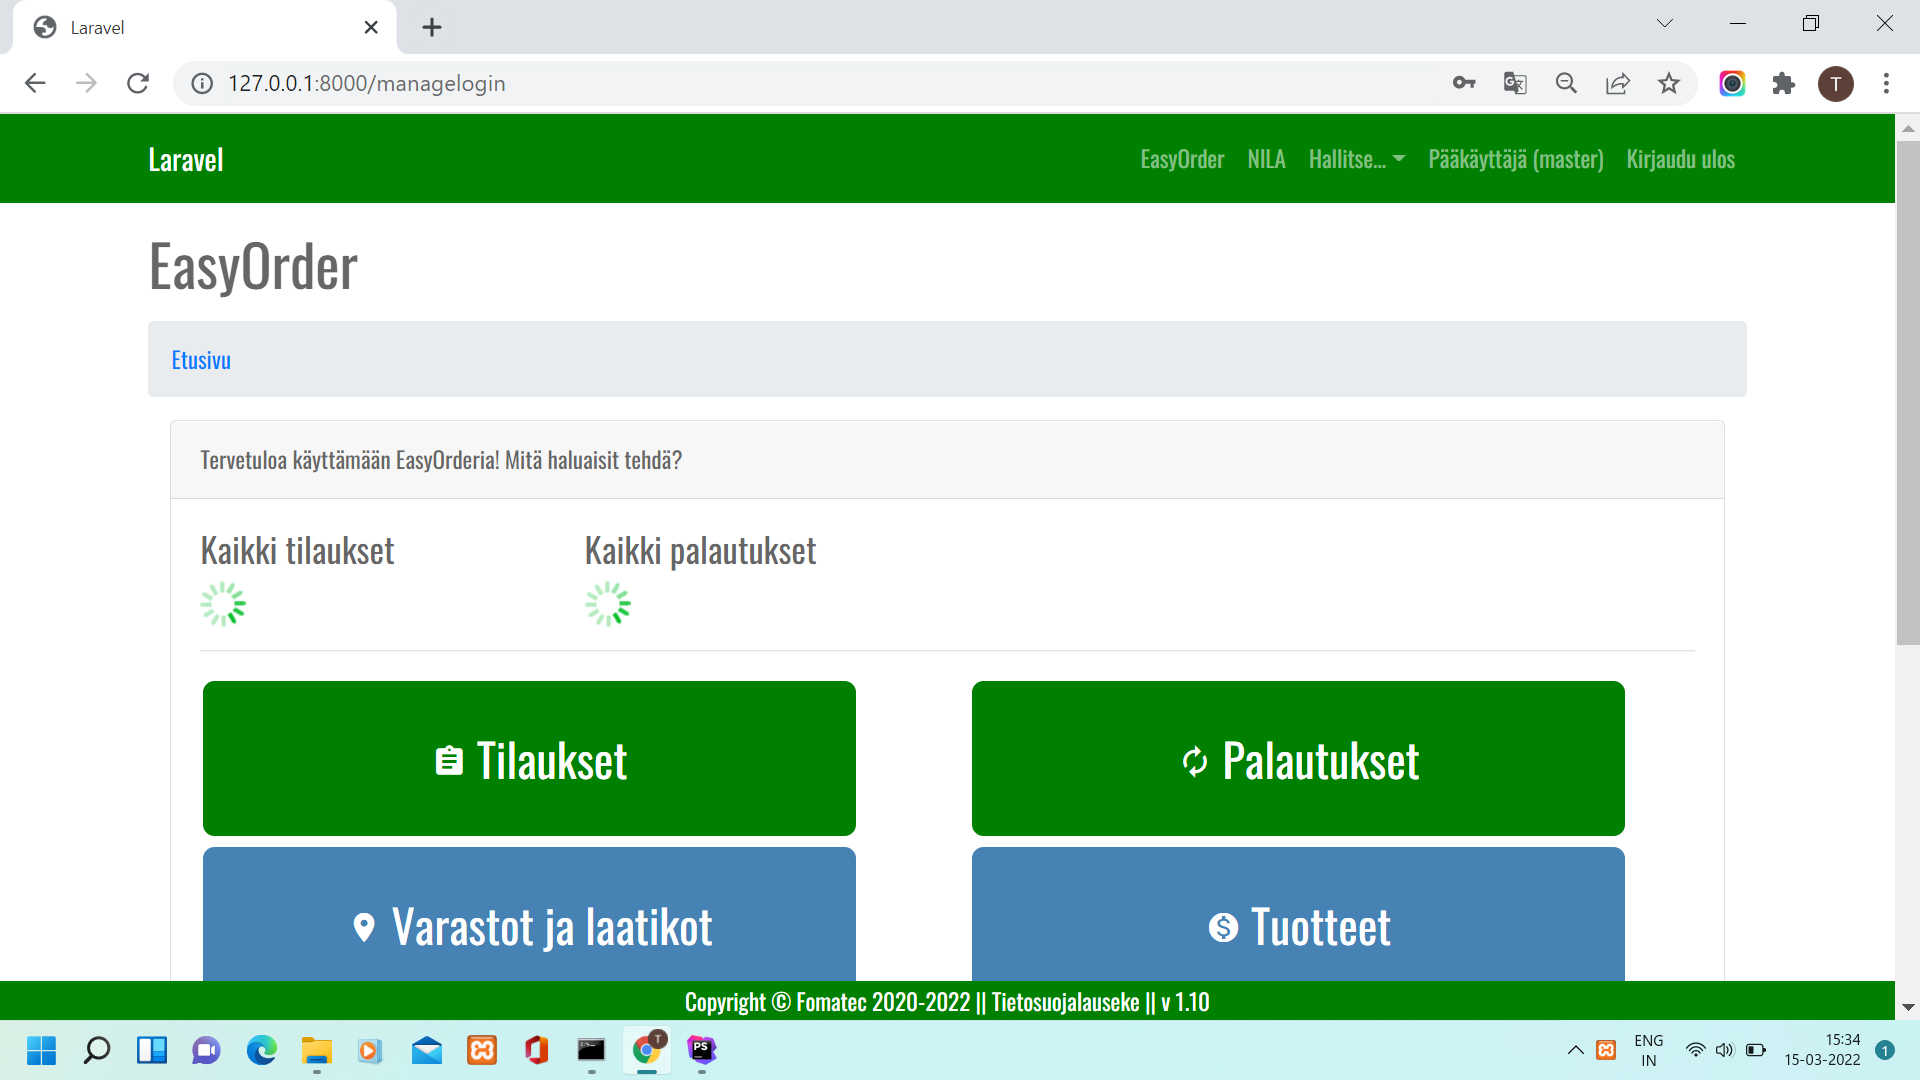 Laravel
127.0.0.1:8000/managelogin
T
Laravel
EasyOrder NILA Hallitse... Pääkäyttäjä (master) Kirjaudu ulos
EasyOrder
Etusivu
Tervetuloa käyttämään EasyOrderia! Mitä haluaisit tehdä?
Kaikki tilaukset Kaikki palautukset
Tilaukset Palautukset
Varastot ja laatikot Tuotteet
Copyright © Fomatec 2020-2022 || Tietosuojalauseke || v 1.10
T
PS
ENG
IN
15:34
15-03-2022
1